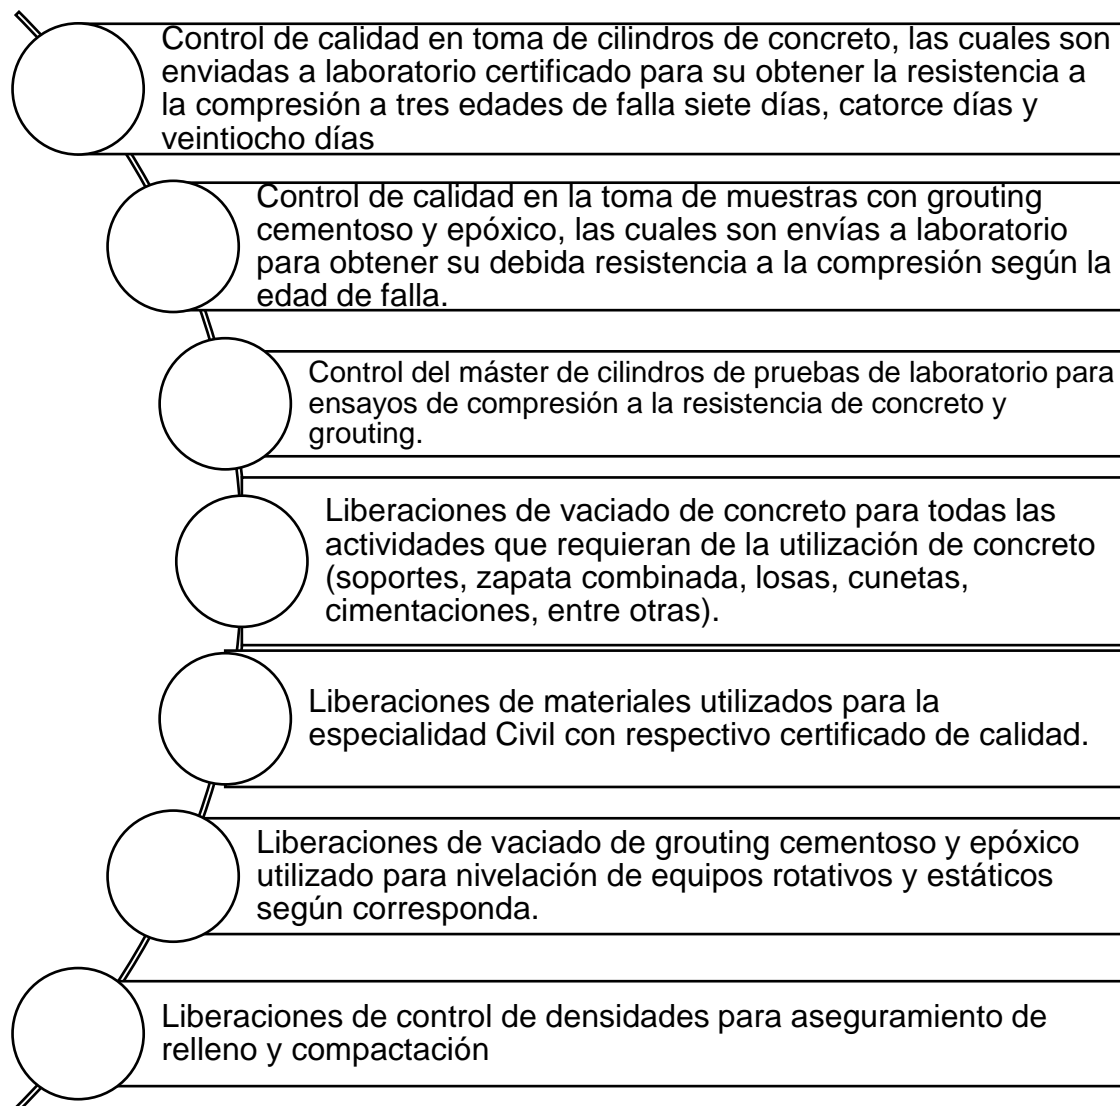 Control de calidad en toma de cilindros de concreto, las cuales son
enviadas a laboratorio certificado para su obtener la resistencia a
la compresión a tres edades de falla siete días, catorce días y
veintiocho días
Control de calidad en la toma de muestras con grouting
cementoso y epóxico, las cuales son envías a laboratorio
para obtener su debida resistencia a la compresión según la
edad de falla.
Control del máster de cilindros de pruebas de laboratorio para
ensayos de compresión a la resistencia de concreto y
grouting.
Liberaciones de vaciado de concreto para todas las
actividades que requieran de la utilización de concreto
(soportes, zapata combinada, losas, cunetas,
cimentaciones, entre otras).
Liberaciones de materiales utilizados para la
especialidad Civil con respectivo certificado de calidad.
Liberaciones de vaciado de grouting cementoso y epóxico
utilizado para nivelación de equipos rotativos y estáticos
según corresponda.
Liberaciones de control de densidades para aseguramiento de
relleno y compactación